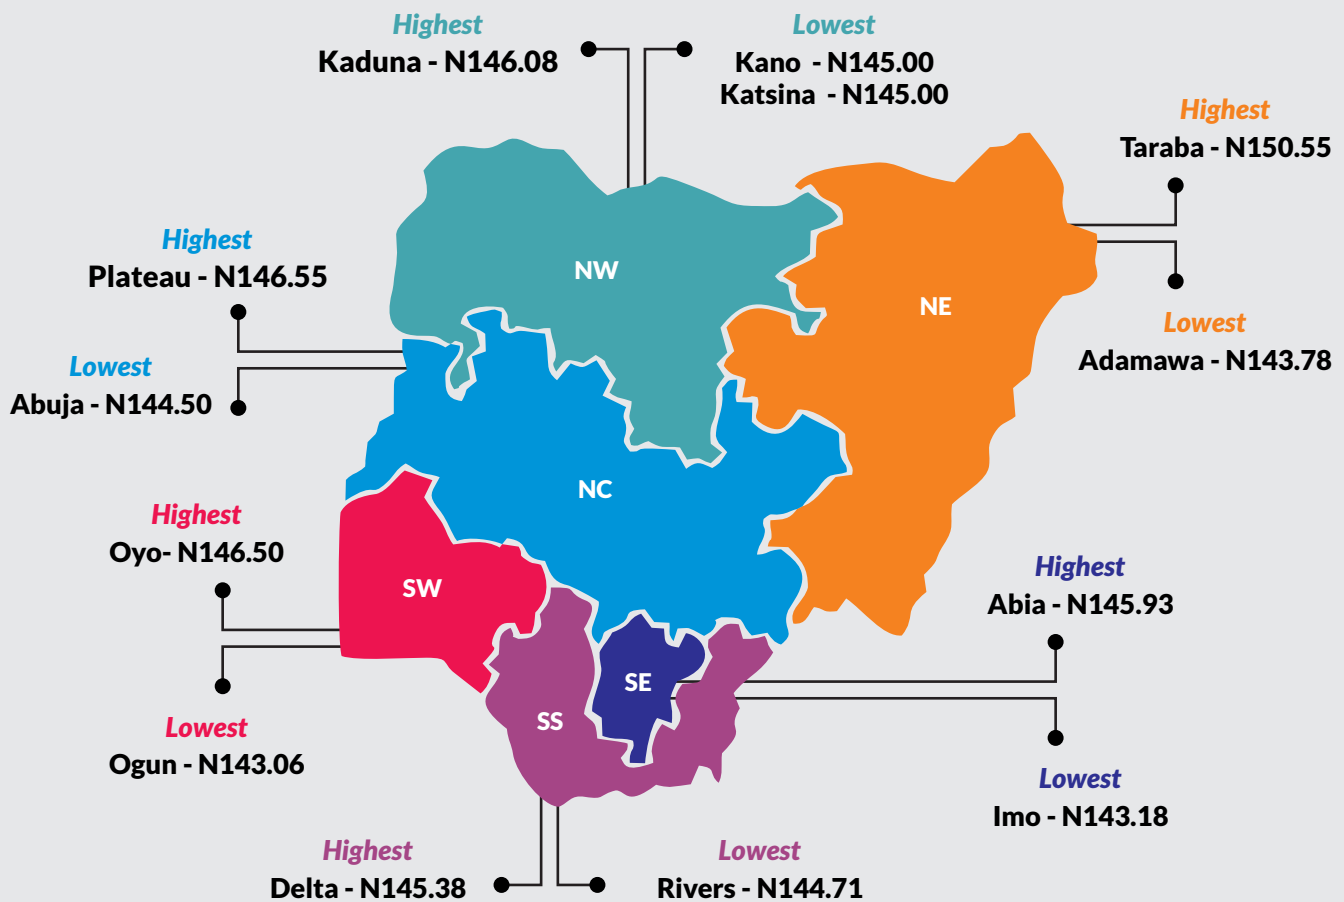 Highest
Kaduna - N146.08
Lowest
Kano - N145.00
Katsina - N145.00
Highest
Taraba - N150.55
Lowest
Adamawa - N143.78
Highest
Plateau - N146.55
Lowest
Abuja - N144.50
NW
NE
NC
Highest
Oyo- N146.50
Lowest
Ogun - N143.06
SW
SS
SE
Highest
Abia - N145.93
Lowest
Imo - N143.18
Highest
Delta - N145.38
Lowest
Rivers - N144.71